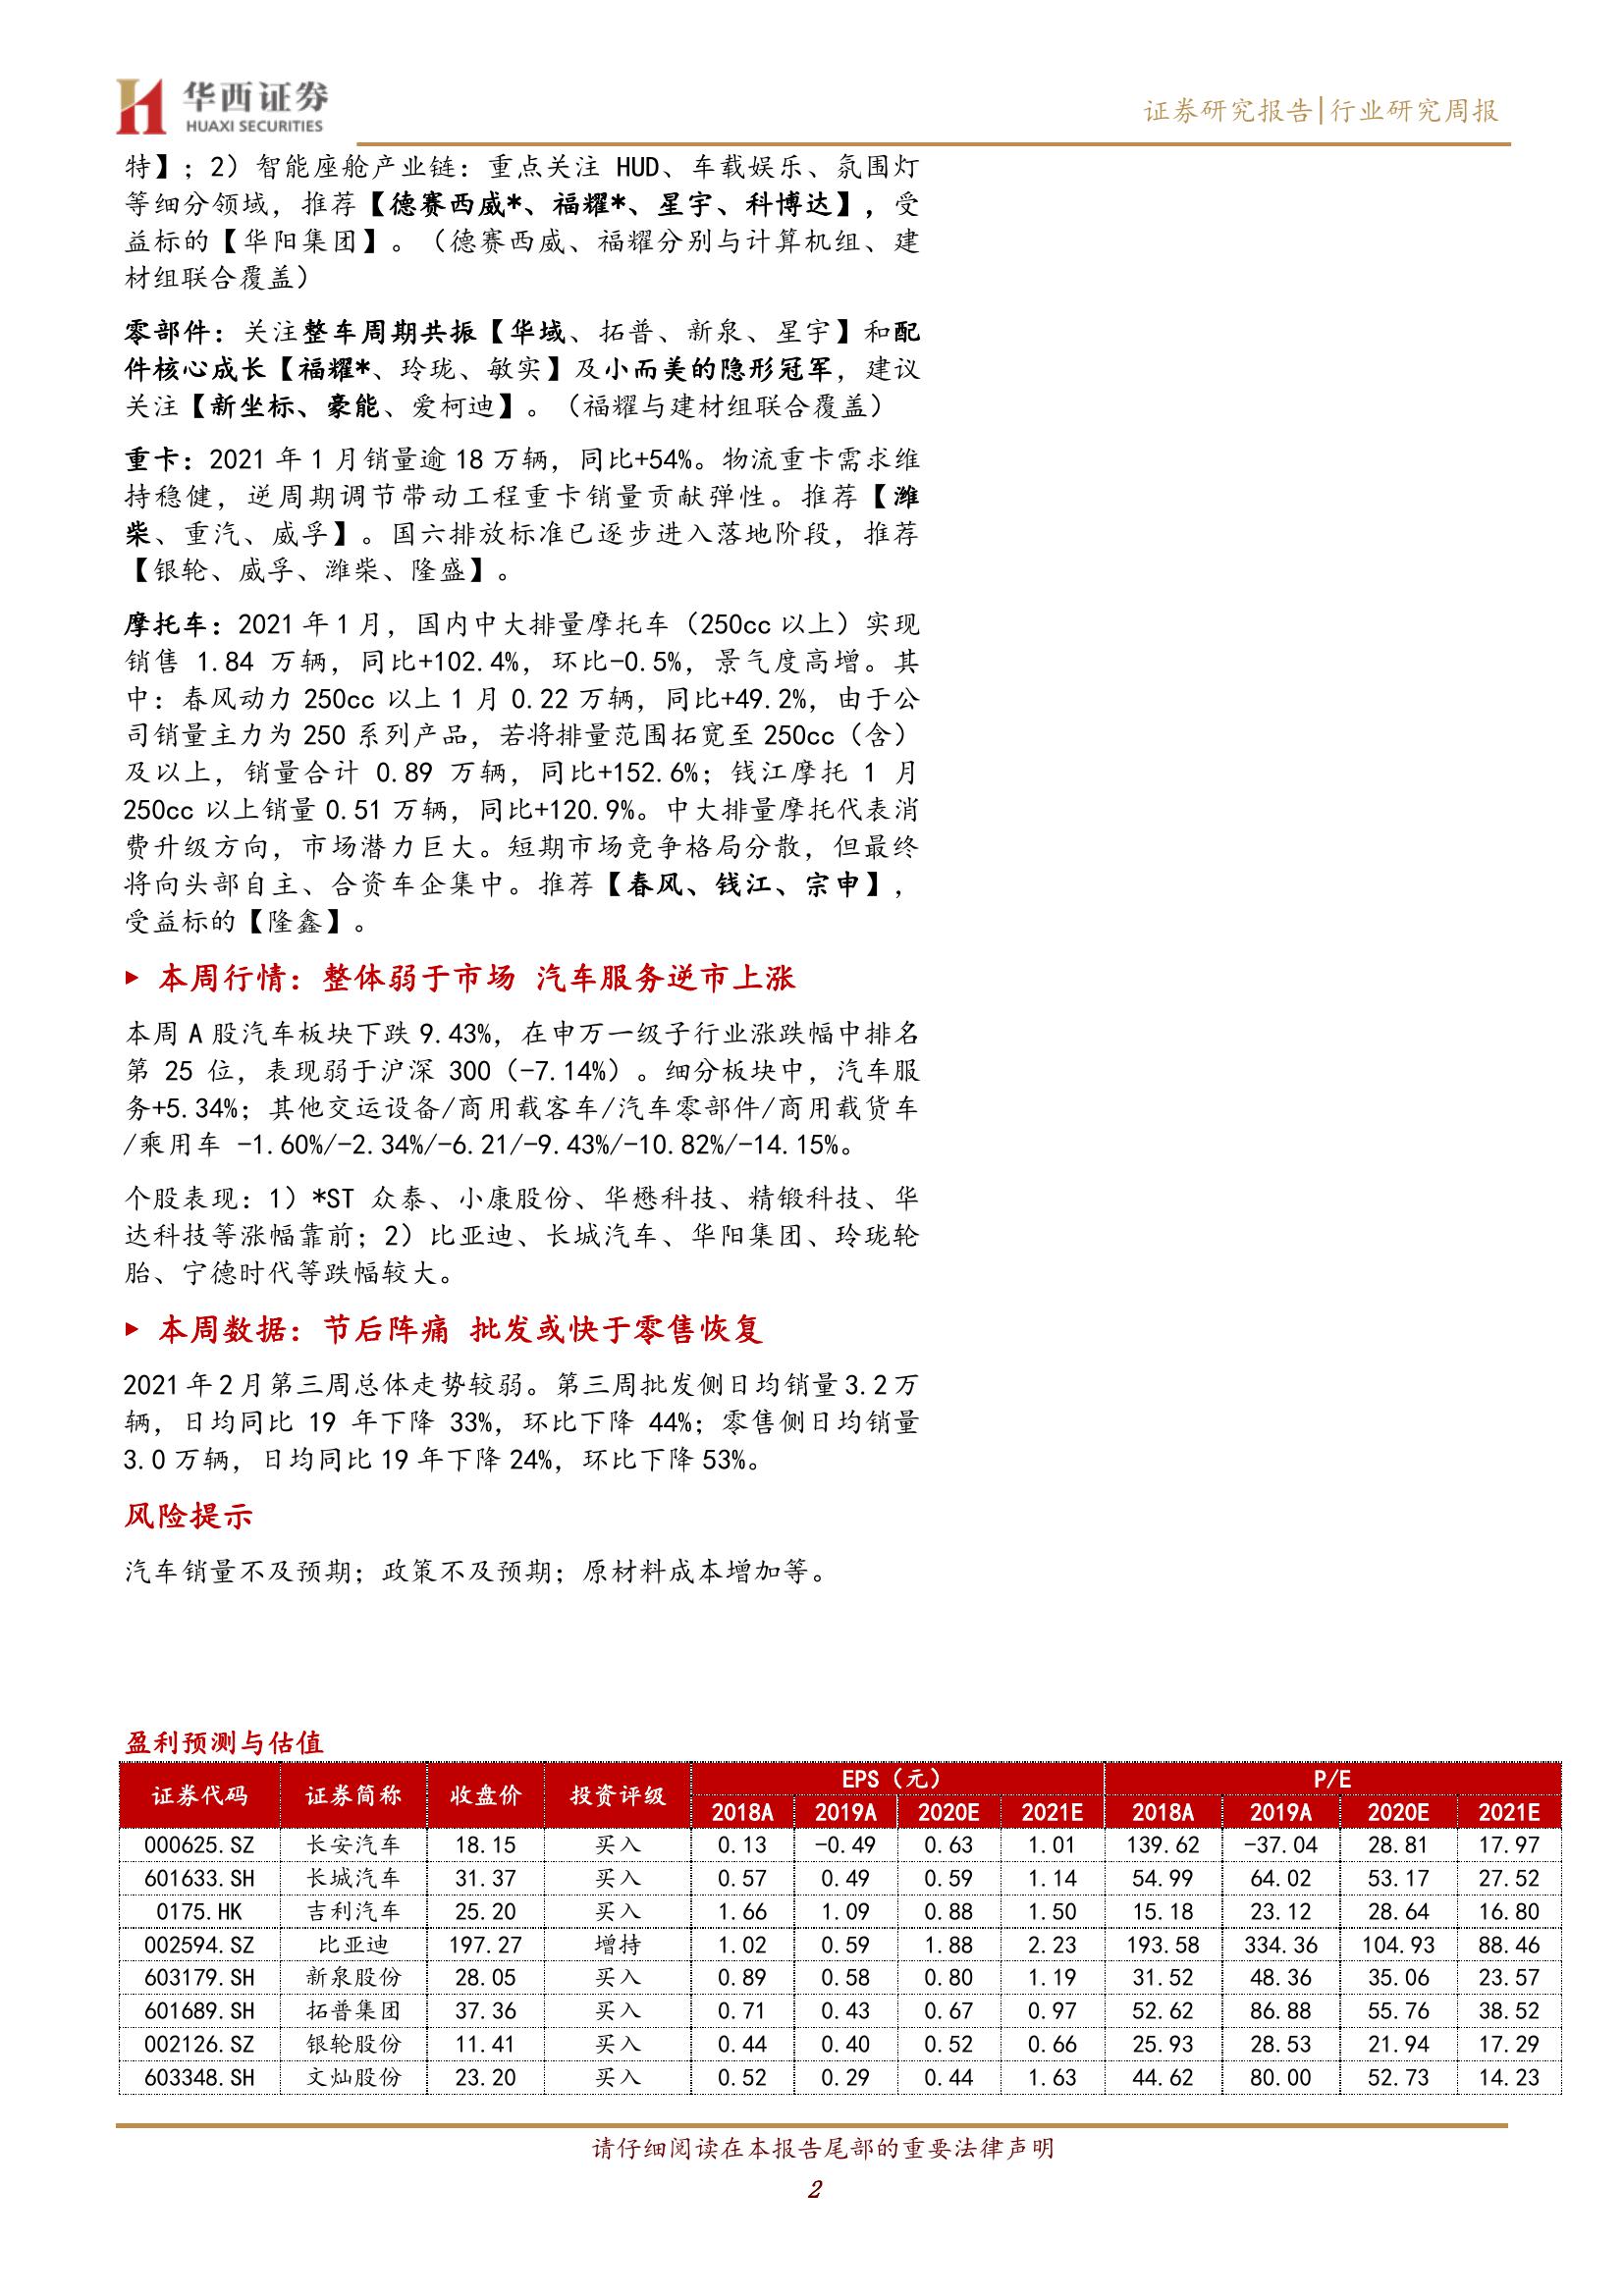 华西证券
HUAXI SECURITIES
证券研究报告|行业研究周报
特】；2）智能座舱产业链：重点关注 HUD、车载娱乐、氛围灯
等细分领域，推荐【德赛西威*、福耀*、星宇、科博达】，受
益标的【华阳集团】。（德赛西威、福耀分别与计算机组、建
材组联合覆盖）
零部件：关注整车周期共振【华域、拓普、新泉、星宇】和配
件核心成长【福耀*、玲珑、敏实】及小而美的隐形冠军，建议
关注【新坐标、豪能、爱柯迪】。（福耀与建材组联合覆盖）
重卡：2021 年 1 月销量逾 18 万辆，同比+54%。物流重卡需求维
持稳健，逆周期调节带动工程重卡销量贡献弹性。推荐【潍
柴、重汽、威孚】。国六排放标准已逐步进入落地阶段，推荐
【银轮、威孚、潍柴、隆盛】。
摩托车：2021 年 1 月，国内中大排量摩托车（250cc 以上）实现
销售 1.84 万辆，同比+102.4%，环比-0.5%，景气度高增。其
中：春风动力 250cc 以上 1 月 0.22 万辆，同比+49.2%，由于公
司销量主力为 250 系列产品，若将排量范围拓宽至 250cc（含）
及以上，销量合计 0.89 万辆，同比+152.6%；钱江摩托 1 月
250cc 以上销量 0.51 万辆，同比+120.9%。中大排量摩托代表消
费升级方向，市场潜力巨大。短期市场竞争格局分散，但最终
将向头部自主、合资车企集中。推荐【春风、钱江、宗申】，
受益标的【隆鑫】。
▶ 本周行情：整体弱于市场 汽车服务逆市上涨
本周 A 股汽车板块下跌 9.43%，在申万一级子行业涨跌幅中排名
第 25 位，表现弱于沪深 300（-7.14%）。细分板块中，汽车服
务+5.34%；其他交运设备/商用载客车/汽车零部件/商用载货车
/乘用车 -1.60%/-2.34%/-6.21/-9.43%/-10.82%/-14.15%。
个股表现：1）*ST 众泰、小康股份、华懋科技、精锻科技、华
达科技等涨幅靠前；2）比亚迪、长城汽车、华阳集团、玲珑轮
胎、宁德时代等跌幅较大。
▶ 本周数据：节后阵痛 批发或快于零售恢复
2021 年 2 月第三周总体走势较弱。第三周批发侧日均销量 3.2 万
辆，日均同比 19 年下降 33%，环比下降 44%；零售侧日均销量
3.0 万辆，日均同比 19 年下降 24%，环比下降 53%。
风险提示
汽车销量不及预期；政策不及预期；原材料成本增加等。
盈利预测与估值
证券代码 证券简称 收盘价 投资评级 EPS（元） P/E
2018A 2019A 2020E 2021E 2018A 2019A 2020E 2021E
000625.SZ 长安汽车 18.15 买入 0.13 -0.49 0.63 1.01 139.62 -37.04 28.81 17.97
601633.SH 长城汽车 31.37 买入 0.57 0.49 0.59 1.14 54.99 64.02 53.17 27.52
0175.HK 吉利汽车 25.20 买入 1.66 1.09 0.88 1.50 15.18 23.12 28.64 16.80
002594.SZ 比亚迪 197.27 增持 1.02 0.59 1.88 2.23 193.58 334.36 104.93 88.46
603179.SH 新泉股份 28.05 买入 0.89 0.58 0.80 1.19 31.52 48.36 35.06 23.57
601689.SH 拓普集团 37.36 买入 0.71 0.43 0.67 0.97 52.62 86.88 55.76 38.52
002126.SZ 银轮股份 11.41 买入 0.44 0.40 0.52 0.66 25.93 28.53 21.94 17.29
603348.SH 文灿股份 23.20 买入 0.52 0.29 0.44 1.63 44.62 80.00 52.73 14.23
请仔细阅读在本报告尾部的重要法律声明
2